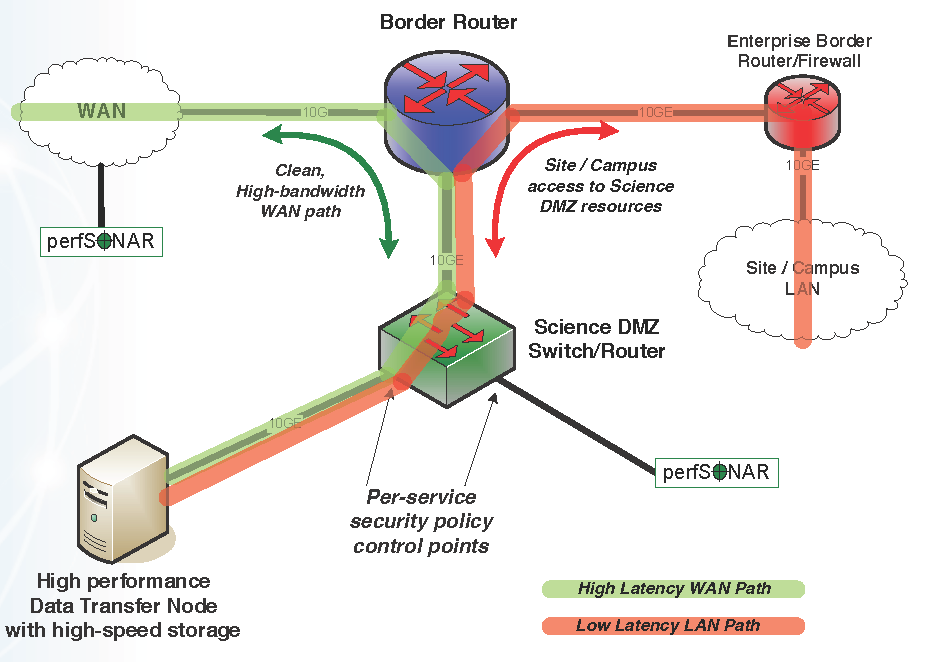 Border Router
Enterprise Border
Router/Firewall
WAN
10G
10GE
Clean,
High-bandwidth
WAN path
Site / Campus
access to Science
DMZ resources
10GE
perfSONAR
10GE
Site / Campus
LAN
Science DMZ
Switch/Router
10GE
perfSONAR
Per-service
security policy
control points
High performance
Data Transfer Node
with high-speed storage
High Latency WAN Path
Low Latency LAN Path